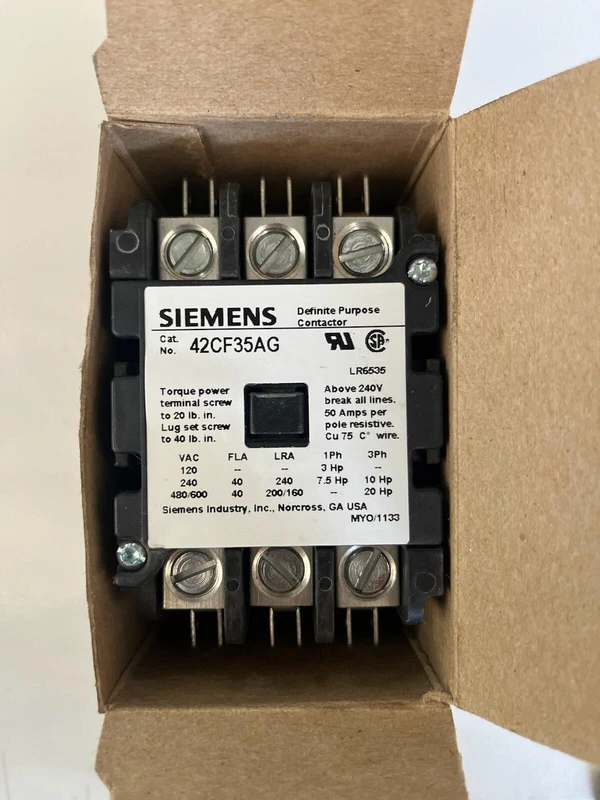 SIEMENS
Definite Purpose
Contactor
Cat.
No. 42CF35AG
LR6535
Torque power
terminal screw
to 20 lb. in.
Lug set screw
to 40 lb. in.
Above 240V
break all lines.
50 Amps per
pole resistive.
Cu 75 C° wire.
VAC FLA LRA 1Ph 3Ph
120 -- -- 3 Hp --
240 40 240 7.5 Hp 10 Hp
480/600 40 200/160 -- 20 Hp
Siemens Industry, Inc., Norcross, GA USA
MYO/1133